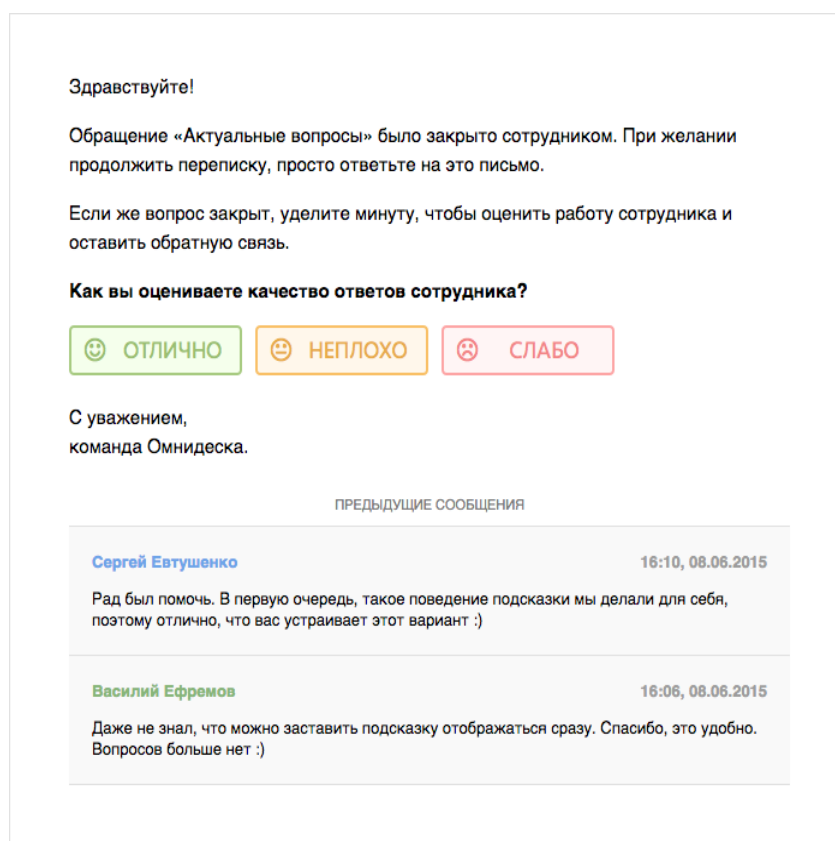 Здравствуйте!
Обращение «Актуальные вопросы» было закрыто сотрудником. При желании
продолжить переписку, просто ответьте на это письмо.
Если же вопрос закрыт, уделите минуту, чтобы оценить работу сотрудника и
оставить обратную связь.
Как вы оцениваете качество ответов сотрудника?
ОТЛИЧНО НЕПЛОХО СЛАБО
С уважением,
команда Омнидеска.
ПРЕДЫДУЩИЕ СООБЩЕНИЯ
Сергей Евтушенко 16:10, 08.06.2015
Рад был помочь. В первую очередь, такое поведение подсказки мы делали для себя,
поэтому отлично, что вас устраивает этот вариант :)
Василий Ефремов 16:06, 08.06.2015
Даже не знал, что можно заставить подсказку отображаться сразу. Спасибо, это удобно.
Вопросов больше нет :)